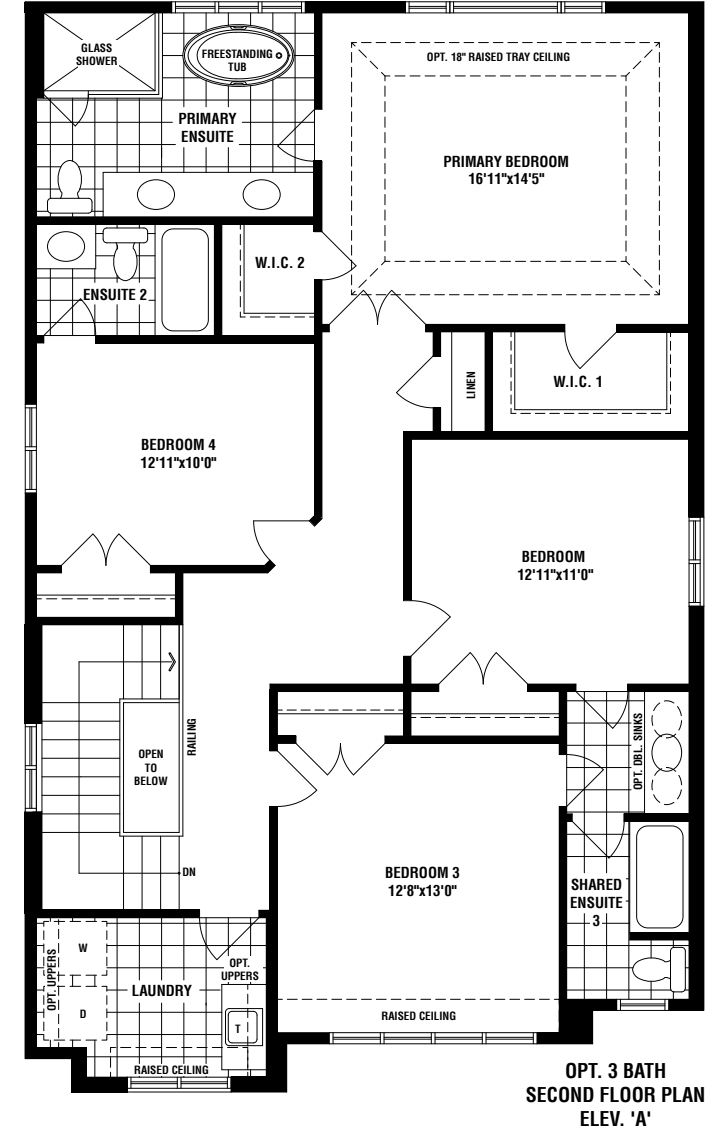 GLASS
SHOWER
FREESTANDING
TUB
OPT. 18" RAISED TRAY CEILING
PRIMARY
ENSUITE
PRIMARY BEDROOM
16'11"x14'5"
W.I.C. 2
ENSUITE 2
LINEN
W.I.C. 1
BEDROOM 4
12'11"x10'0"
BEDROOM
12'11"x11'0"
RAILING
OPEN
TO
BELOW
OPT. DBL. SINKS
DN
BEDROOM 3
12'8"x13'0"
SHARED
ENSUITE
3
OPT. UPPERS
W
D
LAUNDRY
OPT.
UPPERS
T
RAISED CEILING
RAISED CEILING
OPT. 3 BATH
SECOND FLOOR PLAN
ELEV. 'A'